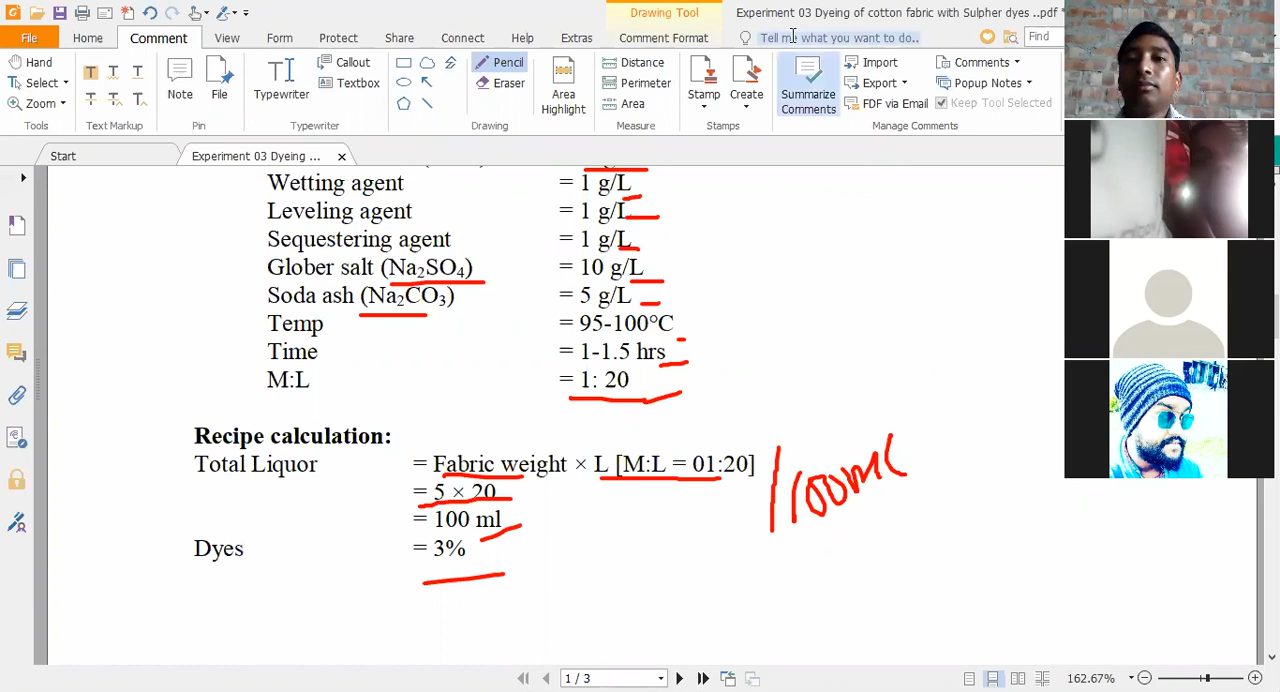 Drawing Tool
Experiment 03 Dyeing of cotton fabric with Sulpher dyes ..pdf *
File Home Comment View Form Protect Share Connect Help Extras Comment Format Tell me what you want to do.. Find
Hand
Select
Zoom
Tools
T T T
T T T
Text Markup
Note File
Pin
Typewriter
Callout
Textbox
Typewriter
Pencil
Eraser
Drawing
Area Highlight
Distance
Perimeter
Area
Measure
Stamp Create
Stamps
Summarize Comments
Import
Export
FDF via Email
Comments
Popup Notes
Keep Tool Selected
Manage Comments
Start
Experiment 03 Dyeing ...
Wetting agent = 1 g/L
Leveling agent = 1 g/L
Sequestering agent = 1 g/L
Glober salt (Na₂SO₄) = 10 g/L
Soda ash (Na₂CO₃) = 5 g/L
Temp = 95-100°C
Time = 1-1.5 hrs
M:L = 1: 20
Recipe calculation:
Total Liquor = Fabric weight × L [M:L = 01:20]
= 5 × 20
= 100 ml
100ml
Dyes = 3%
1 / 3
162.67%